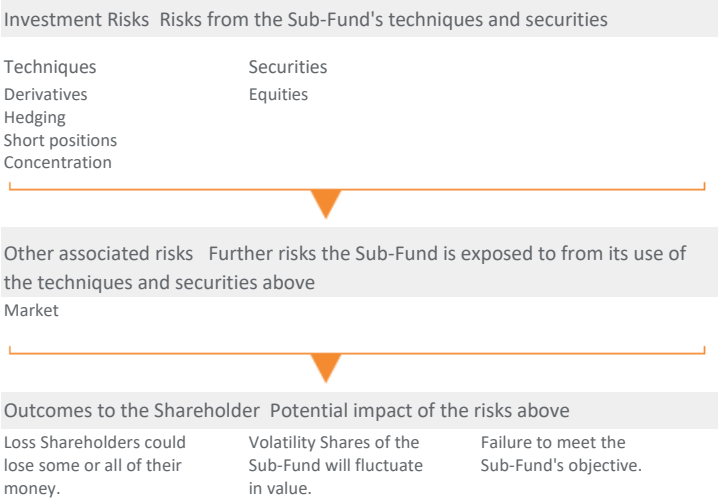 Investment Risks Risks from the Sub-Fund's techniques and securities
Techniques
Derivatives
Hedging
Short positions
Concentration
Securities
Equities
Other associated risks Further risks the Sub-Fund is exposed to from its use of
the techniques and securities above
Market
Outcomes to the Shareholder Potential impact of the risks above
Loss Shareholders could
lose some or all of their
money.
Volatility Shares of the
Sub-Fund will fluctuate
in value.
Failure to meet the
Sub-Fund's objective.